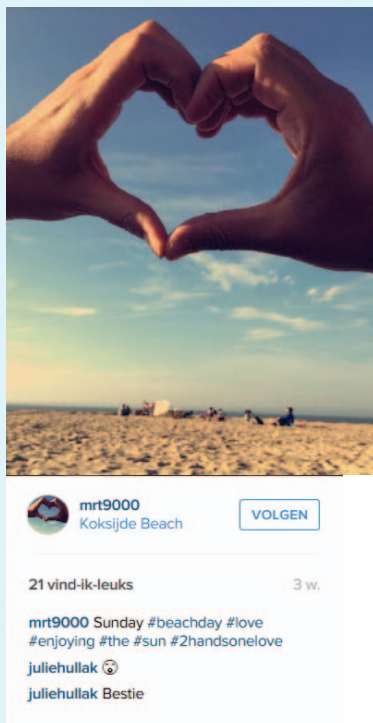 mrt9000
Koksijde Beach
VOLGEN
21 vind-ik-leuks
3 w.
mrt9000 Sunday #beachday #love
#enjoying #the #sun #2handsonelove
juliehullak 😲
juliehullak Bestie